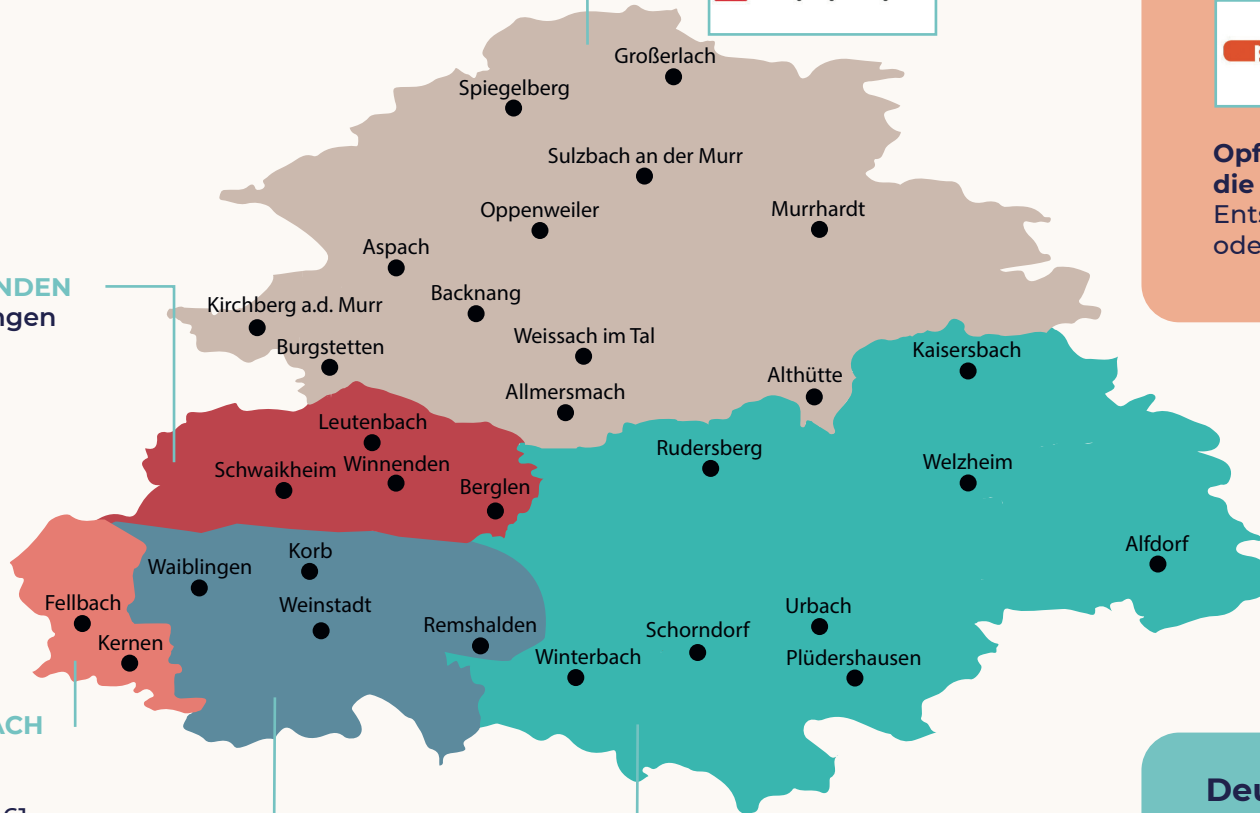 Großerlach
Spiegelberg
Sulzbach an der Murr
Oppenweiler
Murrhardt
Aspach
Backnang
Kirchberg a.d. Murr
Weissach im Tal
Burgstetten
Kaisersbach
Althütte
Allmersmach
Leutenbach
Rudersberg
Schwaikheim
Winnenden
Welzheim
Berglen
Alfdorf
Korb
Waiblingen
Fellbach
Weinstadt
Urbach
Remshalden
Schorndorf
Kernen
Winterbach
Plüdershausen
NDEN
ngen
ACH
Opf
die
Ents
ode
Deu